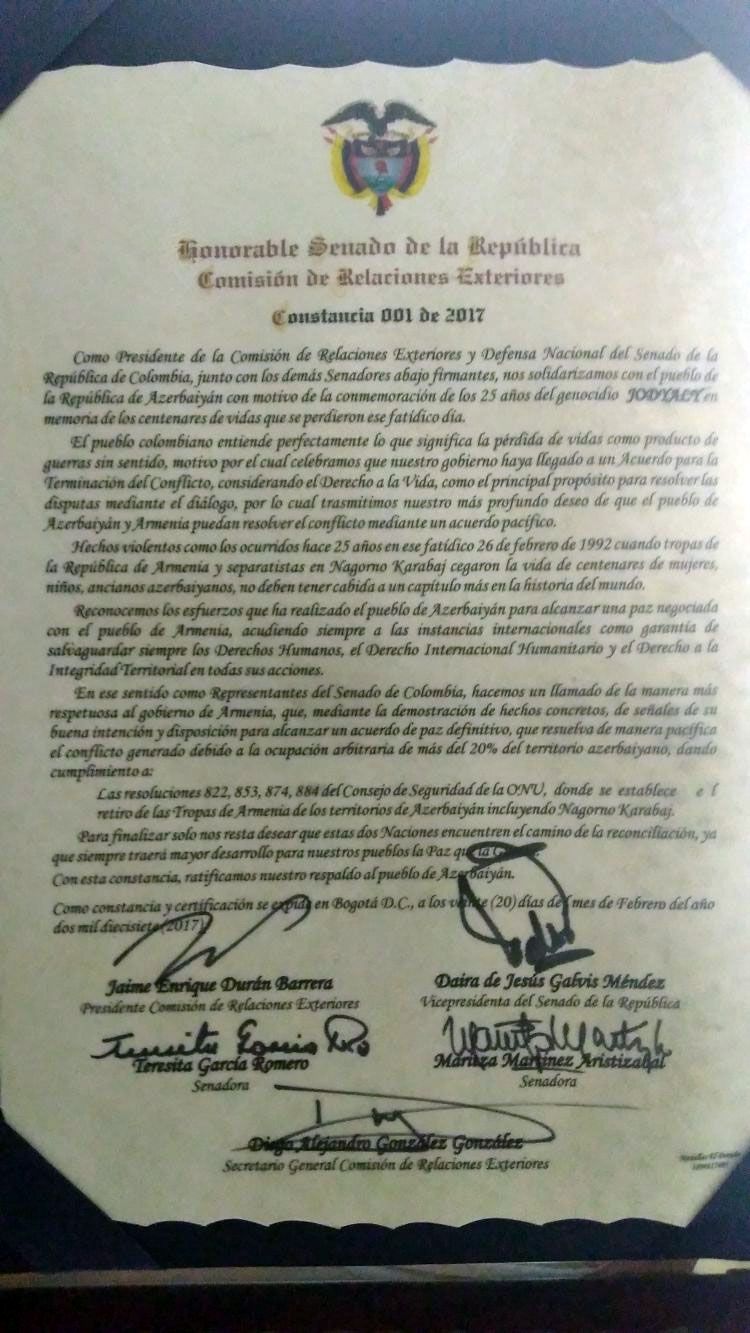 Honorable Senado de la República
Comisión de Relaciones Exteriores
Constancia 001 de 2017
Como Presidente de la Comisión de Relaciones Exteriores y Defensa Nacional del Senado de la
República de Colombia, junto con los demás Senadores abajo firmantes, nos solidarizamos con el pueblo de
la República de Azerbaiyán con motivo de la conmemoración de los 25 años del genocidio JODYALY en
memoria de los centenares de vidas que se perdieron ese fatídico día.
El pueblo colombiano entiende perfectamente lo que significa la pérdida de vidas como producto de
guerras sin sentido, motivo por el cual celebramos que nuestro gobierno haya llegado a un Acuerdo para la
Terminación del Conflicto, considerando el Derecho a la Vida, como el principal propósito para resolver las
disputas mediante el diálogo, por lo cual trasmitimos nuestro más profundo deseo de que el pueblo de
Azerbaiyán y Armenia puedan resolver el conflicto mediante un acuerdo pacífico.
Hechos violentos como los ocurridos hace 25 años en ese fatídico 26 de febrero de 1992 cuando tropas de
la República de Armenia y separatistas en Nagorno Karabaj cegaron la vida de centenares de mujeres,
niños, ancianos azerbaiyanos, no deben tener cabida a un capítulo más en la historia del mundo.
Reconocemos los esfuerzos que ha realizado el pueblo de Azerbaiyán para alcanzar una paz negociada
con el pueblo de Armenia, acudiendo siempre a las instancias internacionales como garantía de
salvaguardar siempre los Derechos Humanos, el Derecho Internacional Humanitario y el Derecho a la
Integridad Territorial en todas sus acciones.
En ese sentido como Representantes del Senado de Colombia, hacemos un llamado de la manera más
respetuosa al gobierno de Armenia, que, mediante la demostración de hechos concretos, de señales de su
buena intención y disposición para alcanzar un acuerdo de paz definitivo, que resuelva de manera pacífica
el conflicto generado debido a la ocupación arbitraria de más del 20% del territorio azerbaiyano, dando
cumplimiento a:
Las resoluciones 822, 853, 874, 884 del Consejo de Seguridad de la ONU, donde se establece e l
retiro de las Tropas de Armenia de los territorios de Azerbaiyán incluyendo Nagorno Karabaj.
Para finalizar solo nos resta desear que estas dos Naciones encuentren el camino de la reconciliación, ya
que siempre traerá mayor desarrollo para nuestros pueblos la Paz que la
Con esta constancia, ratificamos nuestro respaldo al pueblo de Azerbaiyán.
Como constancia y certificación se expide en Bogotá D.C., a los veinte (20) días del mes de Febrero del año
dos mil diecisiete (2017)
Jaime Enrique Durán Barrera
Daira de Jesús Galvis Méndez
Presidente Comisión de Relaciones Exteriores
Vicepresidenta del Senado de la República
Teresita García Ro
Teresita García Romero
Maritza Martínez Aristizabal
Senadora
Senadora
Diego Alejandro González González
Secretario General Comisión de Relaciones Exteriores